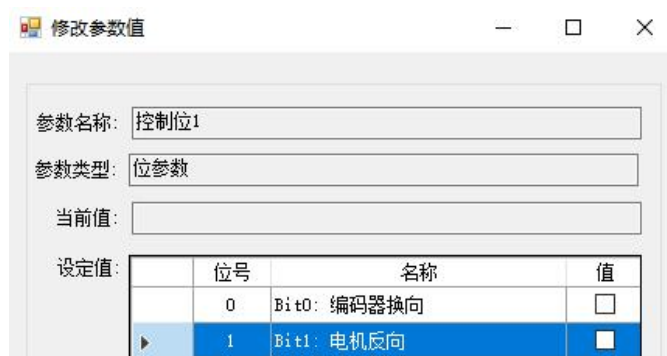 修改参数值
参数名称: 控制位1
参数类型: 位参数
当前值:
设定值:
位号 名称 值
0 Bit0: 编码器换向
1 Bit1: 电机反向